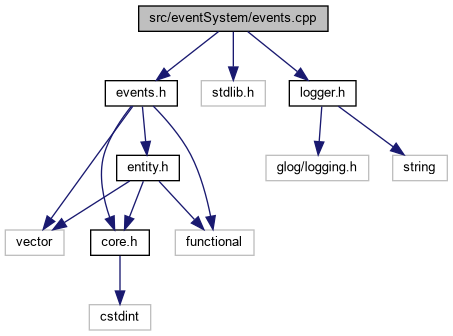 src/eventSystem/events.cpp
events.h
stdlib.h
logger.h
entity.h
glog/logging.h
string
vector
core.h
functional
cstdint